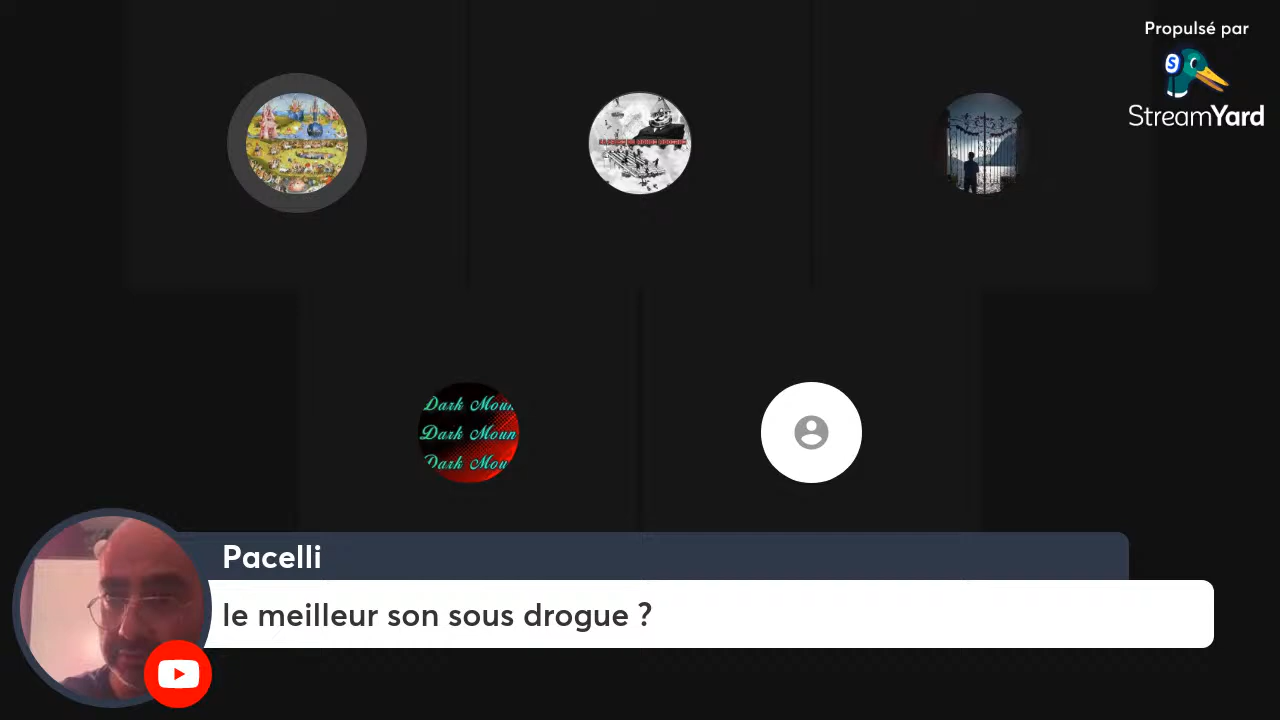 Propulsé par
StreamYard
Dark Moun
Dark Moun
Dark Mou
Pacelli
le meilleur son sous drogue ?